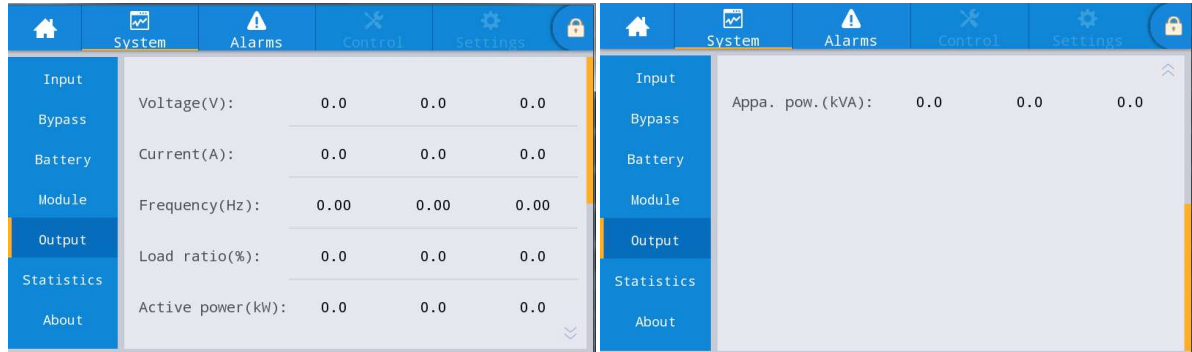 System Alarms Control Settings
Input
Bypass
Battery
Module
Output
Statistics
About
Voltage(V): 0.0 0.0 0.0
Current(A): 0.0 0.0 0.0
Frequency(Hz): 0.00 0.00 0.00
Load ratio(%): 0.0 0.0 0.0
Active power(kW): 0.0 0.0 0.0
System Alarms Control Settings
Input
Bypass
Battery
Module
Output
Statistics
About
Appa. pow.(kVA): 0.0 0.0 0.0